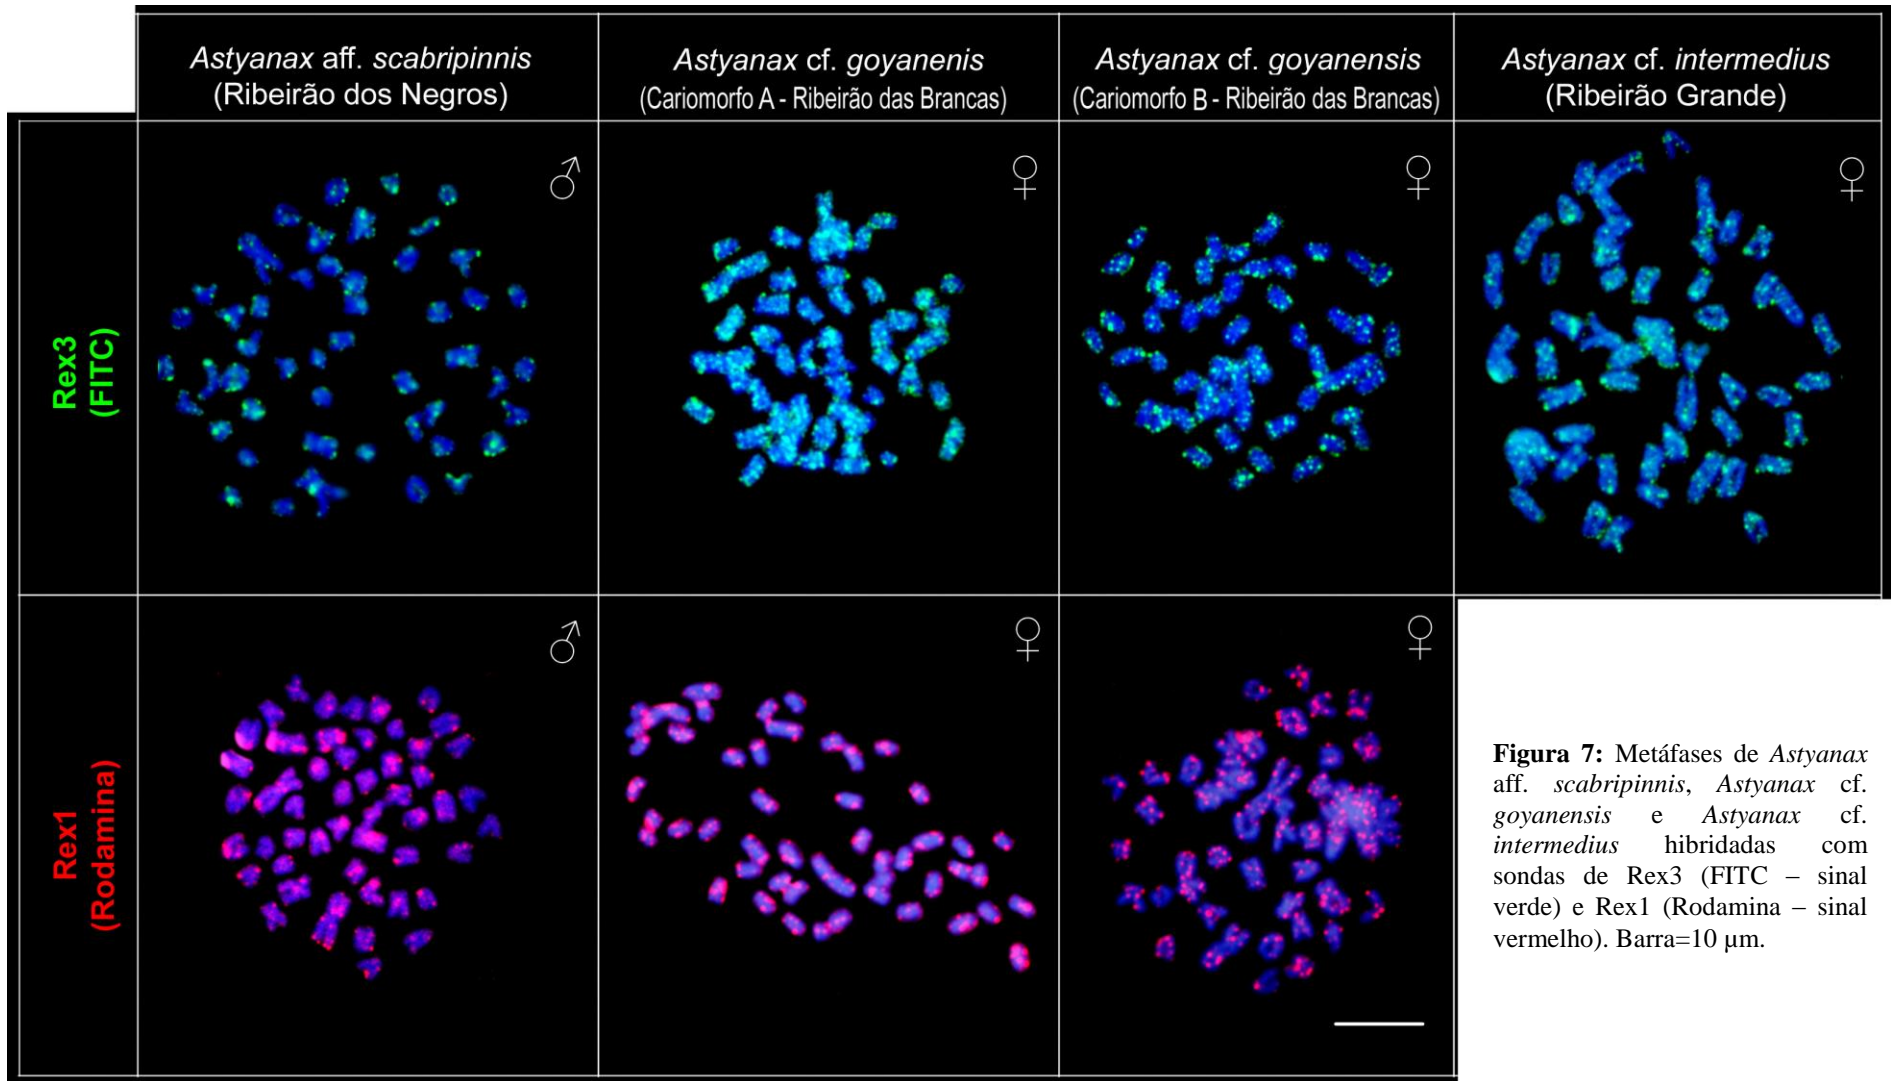 Astyanax aff. scabripinnis
(Ribeirão dos Negros)
Astyanax cf. goyanenis
(Cariomorfo A - Ribeirão das Brancas)
Astyanax cf. goyanensis
(Cariomorfo B - Ribeirão das Brancas)
Astyanax cf. intermedius
(Ribeirão Grande)
Rex3
(FITC)
♂
♀
♀
♀
Rex1
(Rodamina)
♂
♀
♀
Figura 7: Metáfases de Astyanax
aff. scabripinnis, Astyanax cf.
goyanensis e Astyanax cf.
intermedius hibridadas com
sondas de Rex3 (FITC – sinal
verde) e Rex1 (Rodamina – sinal
vermelho). Barra=10 µm.